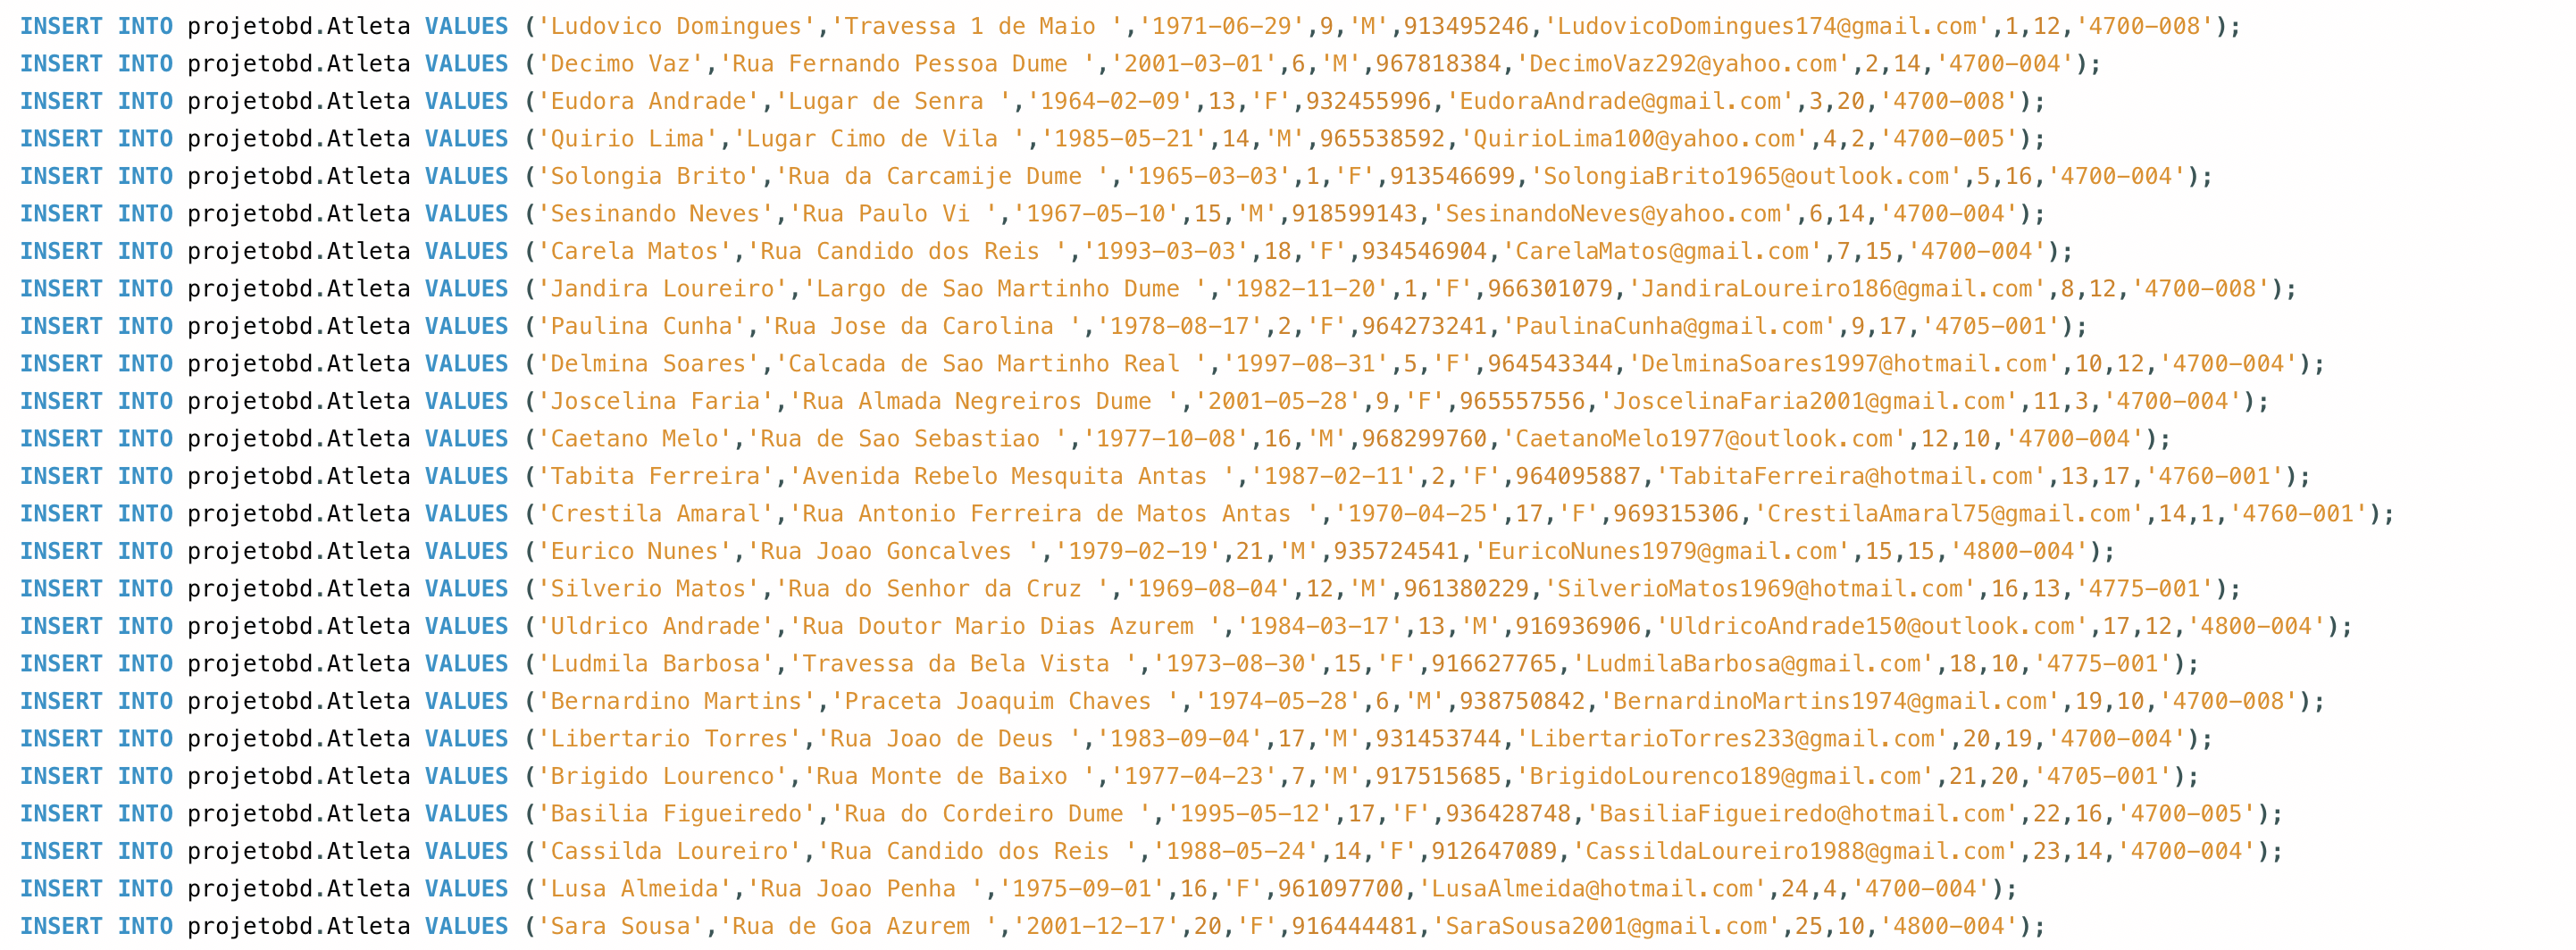 INSERT INTO projetobd.Atleta VALUES ('Ludovico Domingues','Travessa 1 de Maio ','1971-06-29',9,'M',913495246,'LudovicoDomingues174@gmail.com',1,12,'4700-008');
INSERT INTO projetobd.Atleta VALUES ('Decimo Vaz','Rua Fernando Pessoa Dume ','2001-03-01',6,'M',967818384,'DecimoVaz292@yahoo.com',2,14,'4700-004');
INSERT INTO projetobd.Atleta VALUES ('Eudora Andrade','Lugar de Senra ','1964-02-09',13,'F',932455996,'EudoraAndrade@gmail.com',3,20,'4700-008');
INSERT INTO projetobd.Atleta VALUES ('Quirio Lima','Lugar Cimo de Vila ','1985-05-21',14,'M',965538592,'QuirioLima100@yahoo.com',4,2,'4700-005');
INSERT INTO projetobd.Atleta VALUES ('Solongia Brito','Rua da Carcamije Dume ','1965-03-03',1,'F',913546699,'SolongiaBrito1965@outlook.com',5,16,'4700-004');
INSERT INTO projetobd.Atleta VALUES ('Sesinando Neves','Rua Paulo Vi ','1967-05-10',15,'M',918599143,'SesinandoNeves@yahoo.com',6,14,'4700-004');
INSERT INTO projetobd.Atleta VALUES ('Carela Matos','Rua Candido dos Reis ','1993-03-03',18,'F',934546904,'CarelaMatos@gmail.com',7,15,'4700-004');
INSERT INTO projetobd.Atleta VALUES ('Jandira Loureiro','Largo de Sao Martinho Dume ','1982-11-20',1,'F',966301079,'JandiraLoureiro186@gmail.com',8,12,'4700-008');
INSERT INTO projetobd.Atleta VALUES ('Paulina Cunha','Rua Jose da Carolina ','1978-08-17',2,'F',964273241,'PaulinaCunha@gmail.com',9,17,'4705-001');
INSERT INTO projetobd.Atleta VALUES ('Delmina Soares','Calcada de Sao Martinho Real ','1997-08-31',5,'F',964543344,'DelminaSoares1997@hotmail.com',10,12,'4700-004');
INSERT INTO projetobd.Atleta VALUES ('Joscelina Faria','Rua Almada Negreiros Dume ','2001-05-28',9,'F',965557556,'JoscelinaFaria2001@gmail.com',11,3,'4700-004');
INSERT INTO projetobd.Atleta VALUES ('Caetano Melo','Rua de Sao Sebastiao ','1977-10-08',16,'M',968299760,'CaetanoMelo1977@outlook.com',12,10,'4700-004');
INSERT INTO projetobd.Atleta VALUES ('Tabita Ferreira','Avenida Rebelo Mesquita Antas ','1987-02-11',2,'F',964095887,'TabitaFerreira@hotmail.com',13,17,'4760-001');
INSERT INTO projetobd.Atleta VALUES ('Crestila Amaral','Rua Antonio Ferreira de Matos Antas ','1970-04-25',17,'F',969315306,'CrestilaAmaral75@gmail.com',14,1,'4760-001');
INSERT INTO projetobd.Atleta VALUES ('Eurico Nunes','Rua Joao Goncalves ','1979-02-19',21,'M',935724541,'EuricoNunes1979@gmail.com',15,15,'4800-004');
INSERT INTO projetobd.Atleta VALUES ('Silverio Matos','Rua do Senhor da Cruz ','1969-08-04',12,'M',961380229,'SilverioMatos1969@hotmail.com',16,13,'4775-001');
INSERT INTO projetobd.Atleta VALUES ('Uldrico Andrade','Rua Doutor Mario Dias Azurem ','1984-03-17',13,'M',916936906,'UldricoAndrade150@outlook.com',17,12,'4800-004');
INSERT INTO projetobd.Atleta VALUES ('Ludmila Barbosa','Travessa da Bela Vista ','1973-08-30',15,'F',916627765,'LudmilaBarbosa@gmail.com',18,10,'4775-001');
INSERT INTO projetobd.Atleta VALUES ('Bernardino Martins','Praceta Joaquim Chaves ','1974-05-28',6,'M',938750842,'BernardinoMartins1974@gmail.com',19,10,'4700-008');
INSERT INTO projetobd.Atleta VALUES ('Libertario Torres','Rua Joao de Deus ','1983-09-04',17,'M',931453744,'LibertarioTorres233@gmail.com',20,19,'4700-004');
INSERT INTO projetobd.Atleta VALUES ('Brigido Lourenco','Rua Monte de Baixo ','1977-04-23',7,'M',917515685,'BrigidoLourenco189@gmail.com',21,20,'4705-001');
INSERT INTO projetobd.Atleta VALUES ('Basilia Figueiredo','Rua do Cordeiro Dume ','1995-05-12',17,'F',936428748,'BasiliaFigueiredo@hotmail.com',22,16,'4700-005');
INSERT INTO projetobd.Atleta VALUES ('Cassilda Loureiro','Rua Candido dos Reis ','1988-05-24',14,'F',912647089,'CassildaLoureiro1988@gmail.com',23,14,'4700-004');
INSERT INTO projetobd.Atleta VALUES ('Lusa Almeida','Rua Joao Penha ','1975-09-01',16,'F',961097700,'LusaAlmeida@hotmail.com',24,4,'4700-004');
INSERT INTO projetobd.Atleta VALUES ('Sara Sousa','Rua de Goa Azurem ','2001-12-17',20,'F',916444481,'SaraSousa2001@gmail.com',25,10,'4800-004');